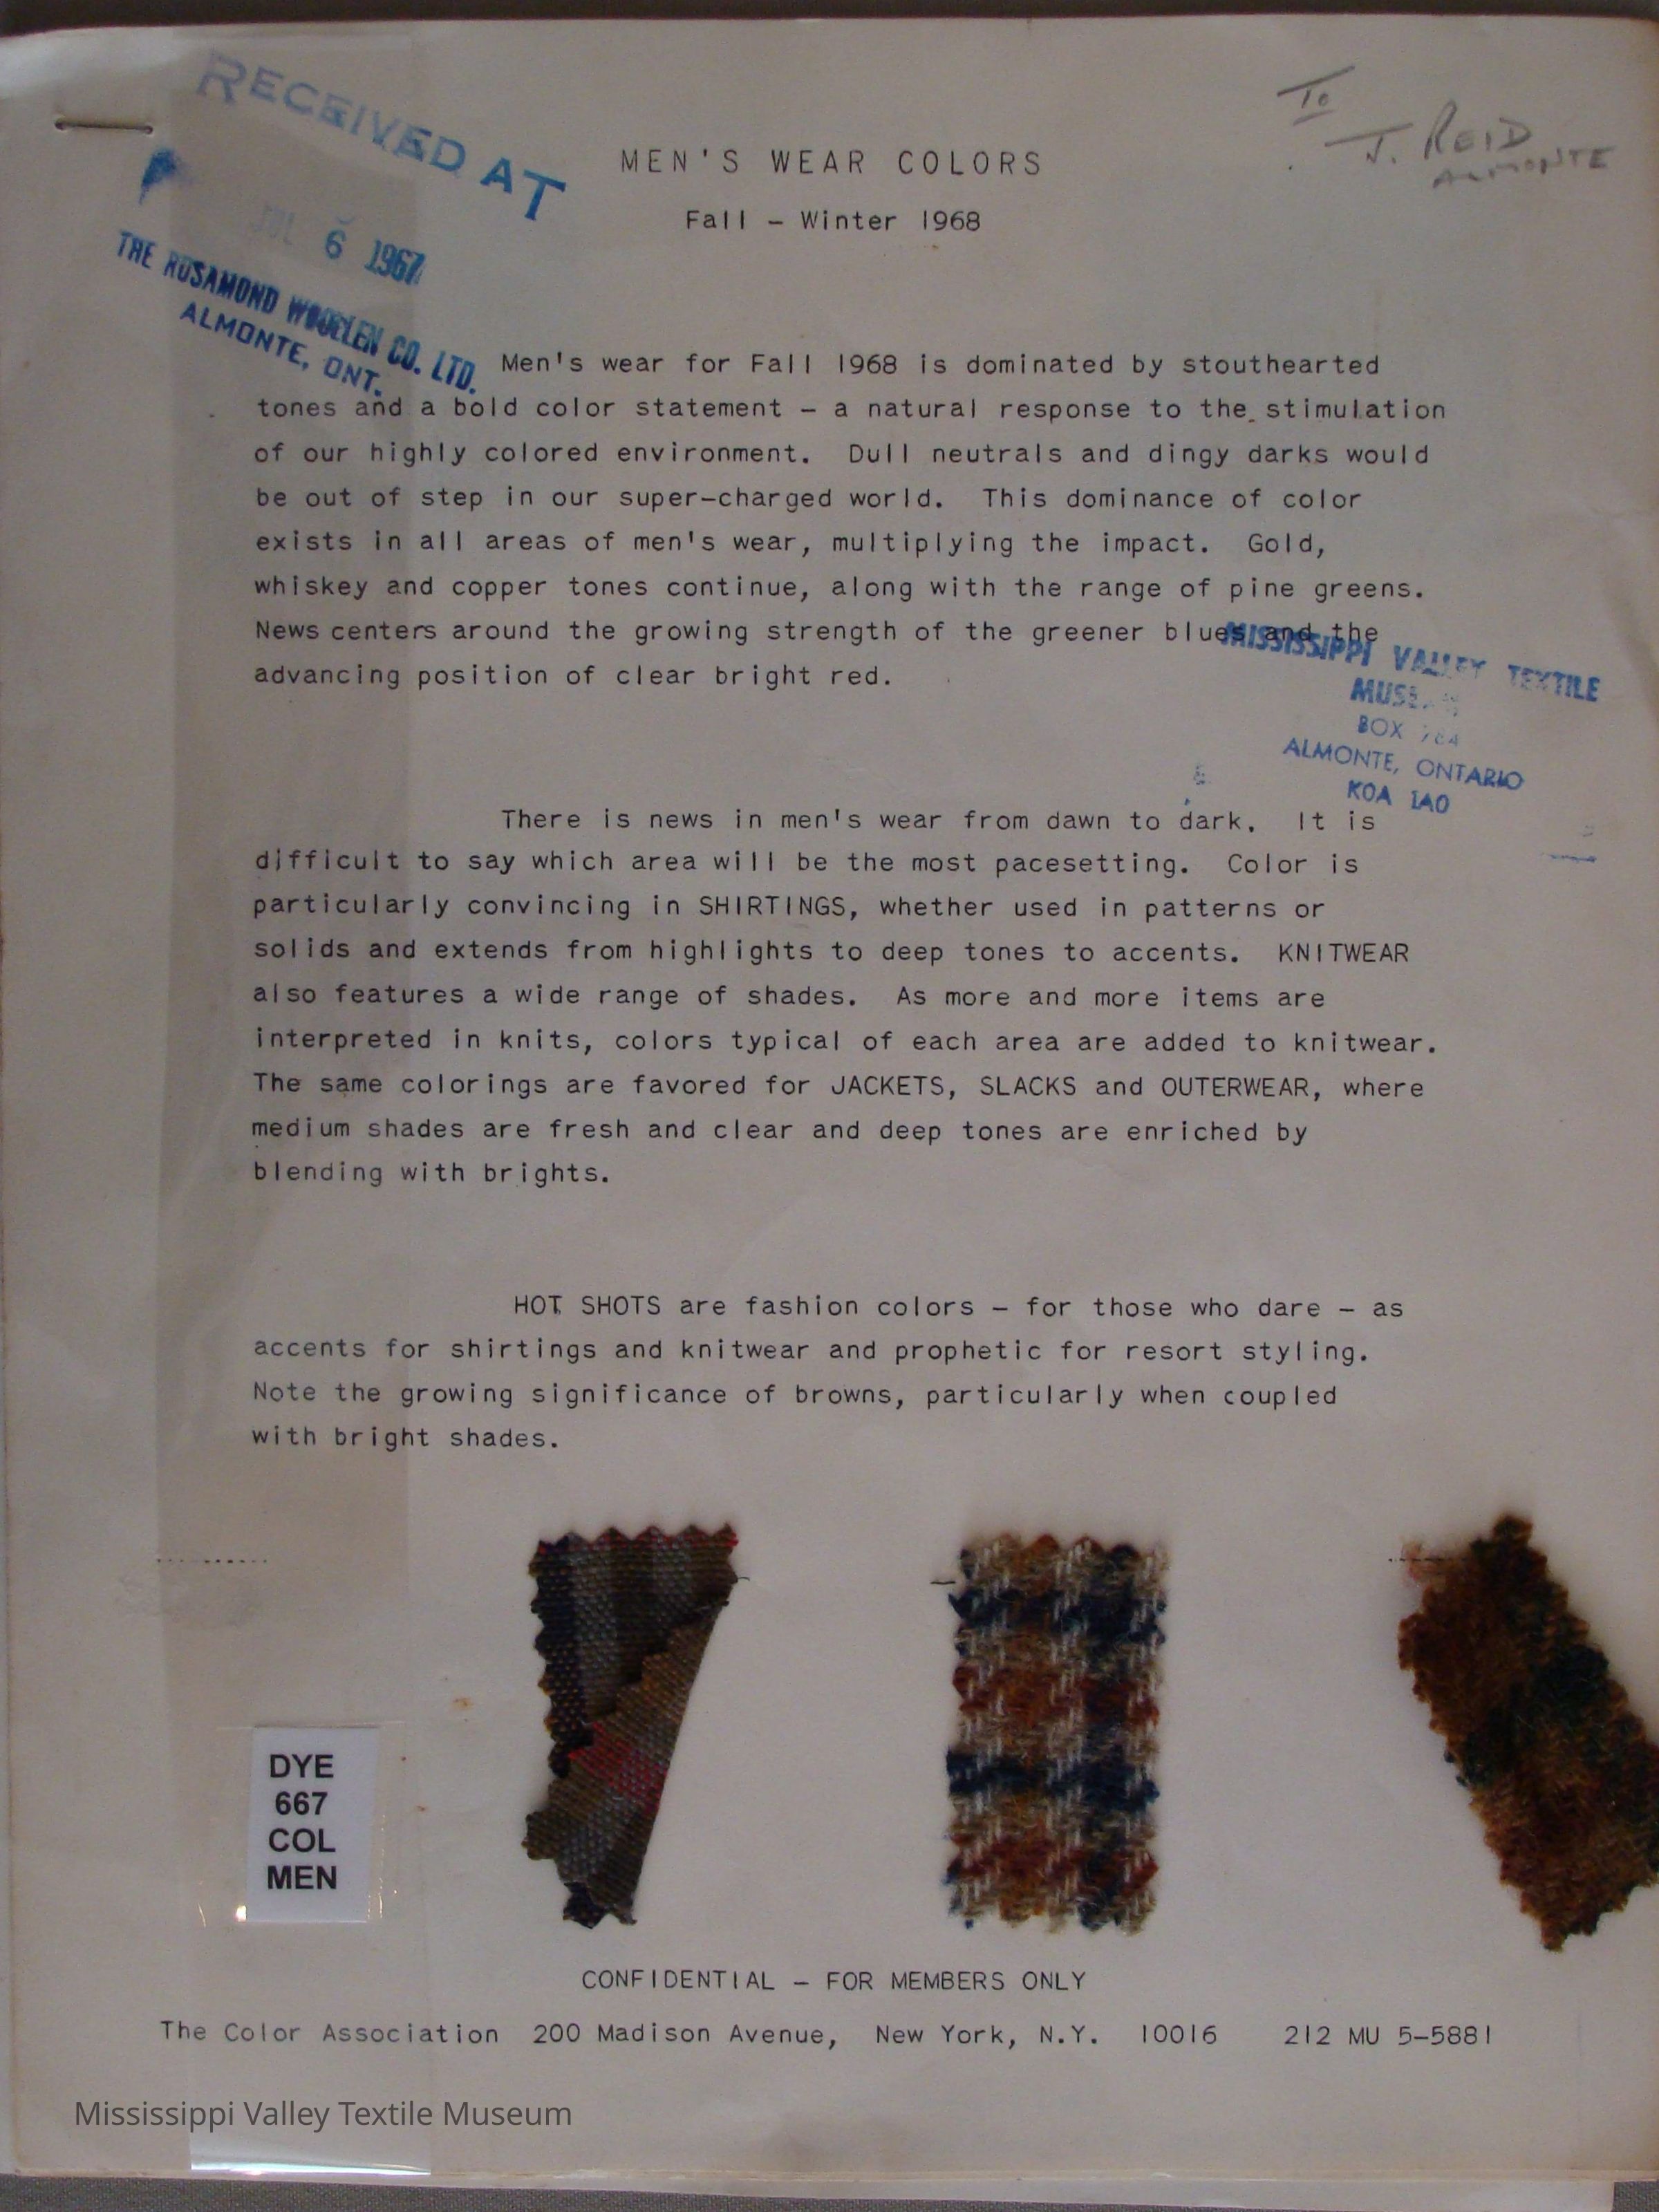 RECEIVED AT
JUL 6 1967
THE ROSAMOND WOOLLEN CO. LTD.
ALMONTE, ONT.
To
J. REID
ALMONTE
MEN'S WEAR COLORS
Fall – Winter 1968
Men's wear for Fall 1968 is dominated by stouthearted
tones and a bold color statement – a natural response to the stimulation
of our highly colored environment. Dull neutrals and dingy darks would
be out of step in our super-charged world. This dominance of color
exists in all areas of men's wear, multiplying the impact. Gold,
whiskey and copper tones continue, along with the range of pine greens.
News centers around the growing strength of the greener blues and the
advancing position of clear bright red.
MISSISSIPPI VALLEY TEXTILE
MUSEUM
BOX
ALMONTE, ONTARIO
K0A 1A0
There is news in men's wear from dawn to dark. It is
difficult to say which area will be the most pacesetting. Color is
particularly convincing in SHIRTINGS, whether used in patterns or
solids and extends from highlights to deep tones to accents. KNITWEAR
also features a wide range of shades. As more and more items are
interpreted in knits, colors typical of each area are added to knitwear.
The same colorings are favored for JACKETS, SLACKS and OUTERWEAR, where
medium shades are fresh and clear and deep tones are enriched by
blending with brights.
HOT SHOTS are fashion colors – for those who dare – as
accents for shirtings and knitwear and prophetic for resort styling.
Note the growing significance of browns, particularly when coupled
with bright shades.
DYE
667
COL
MEN
CONFIDENTIAL – FOR MEMBERS ONLY
The Color Association 200 Madison Avenue, New York, N.Y. 10016 212 MU 5-5881
Mississippi Valley Textile Museum